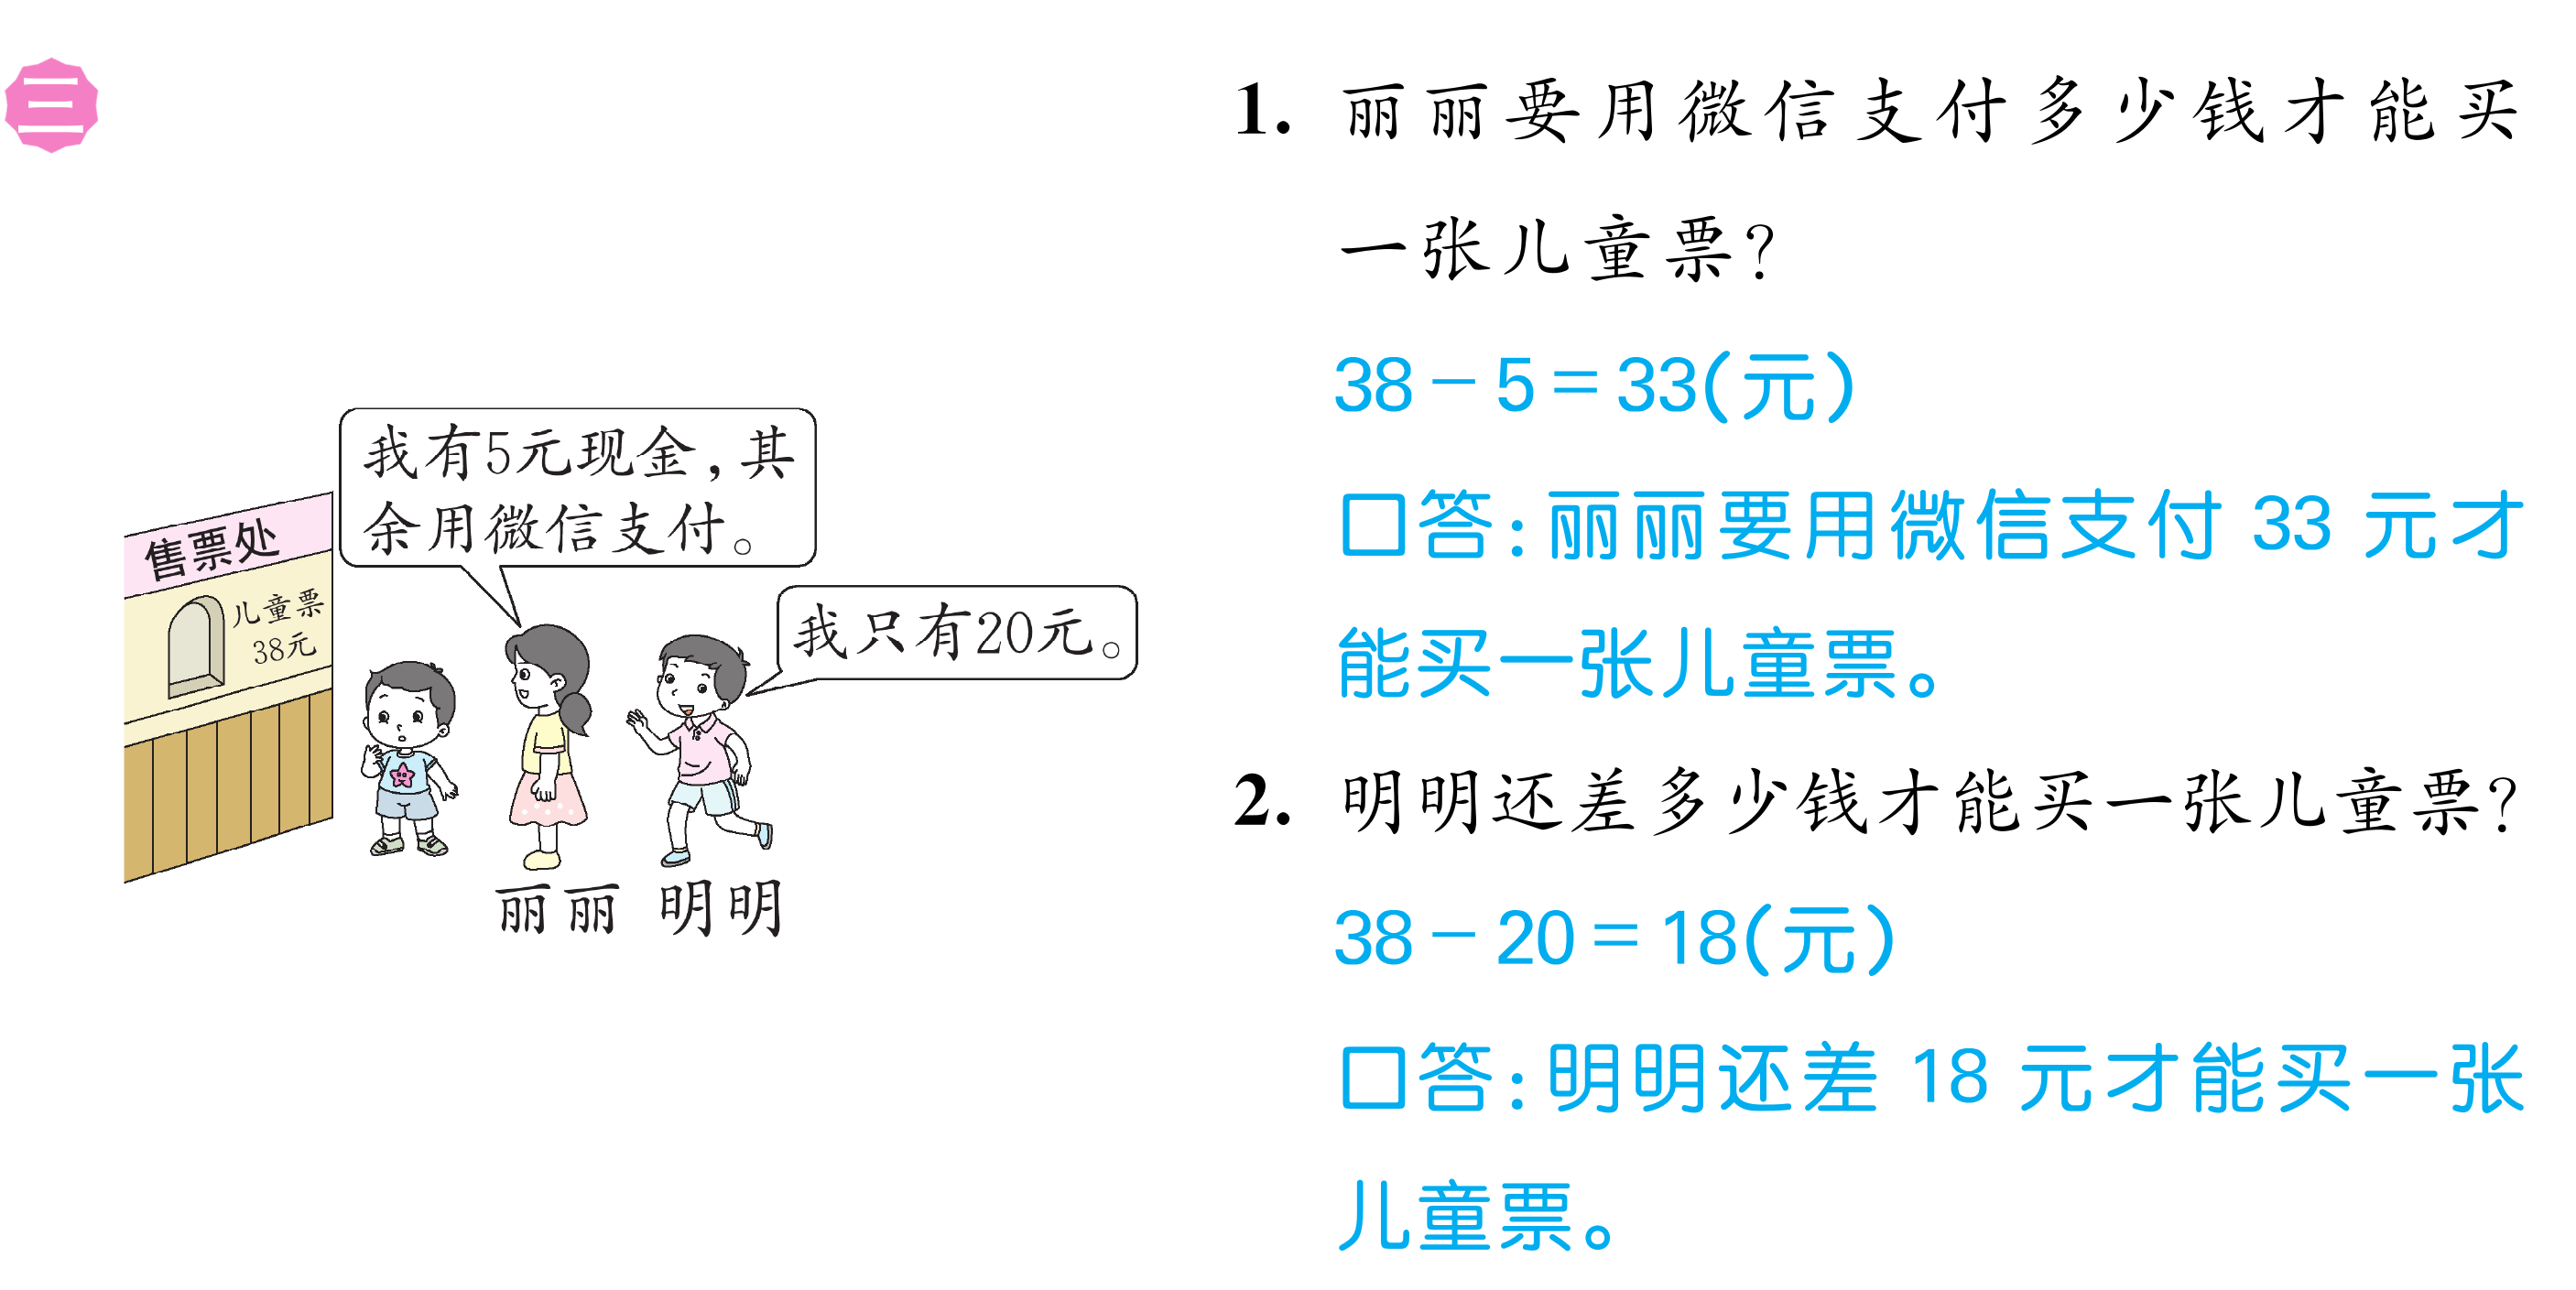 三
1. 丽丽要用微信支付多少钱才能买
一张儿童票?
38－5＝33(元)
口答:丽丽要用微信支付 33 元才
能买一张儿童票。
2. 明明还差多少钱才能买一张儿童票?
38－20＝18(元)
口答:明明还差 18 元才能买一张
儿童票。
我有5元现金,其
余用微信支付。
我只有20元。
售票处
儿童票
38元
丽丽 明明